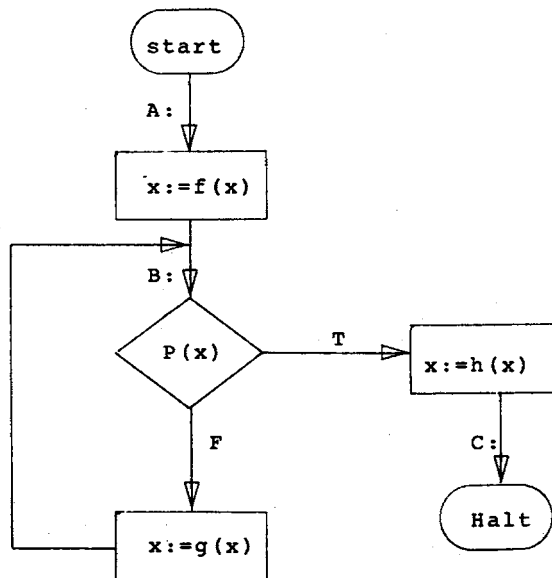 start
A:
x:=f(x)
B:
P(x)
T
x:=h(x)
F
C:
x:=g(x)
Halt